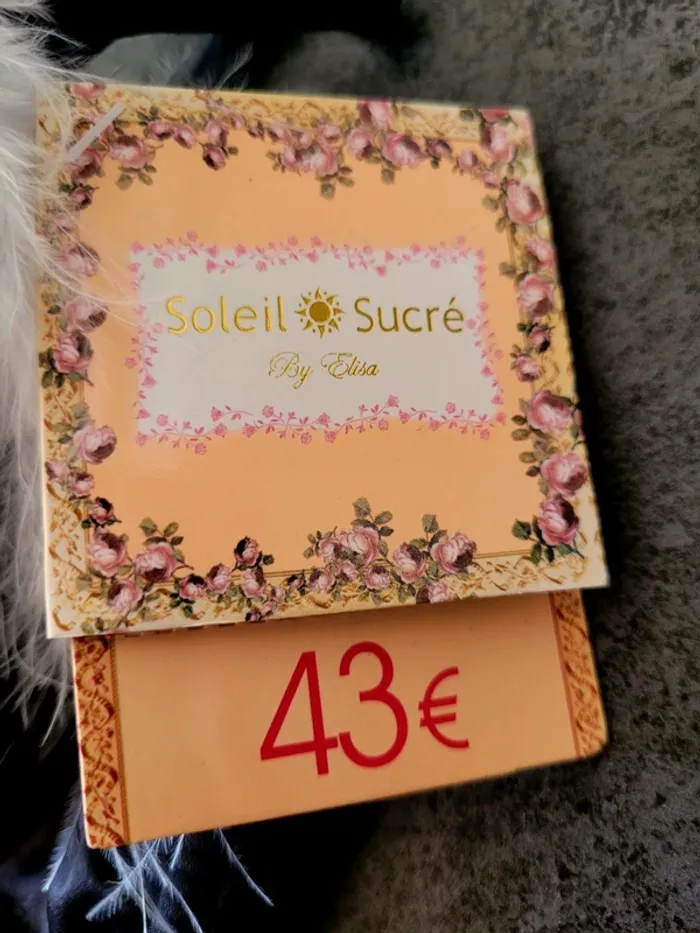 Soleil Sucré
By Elisa
43€